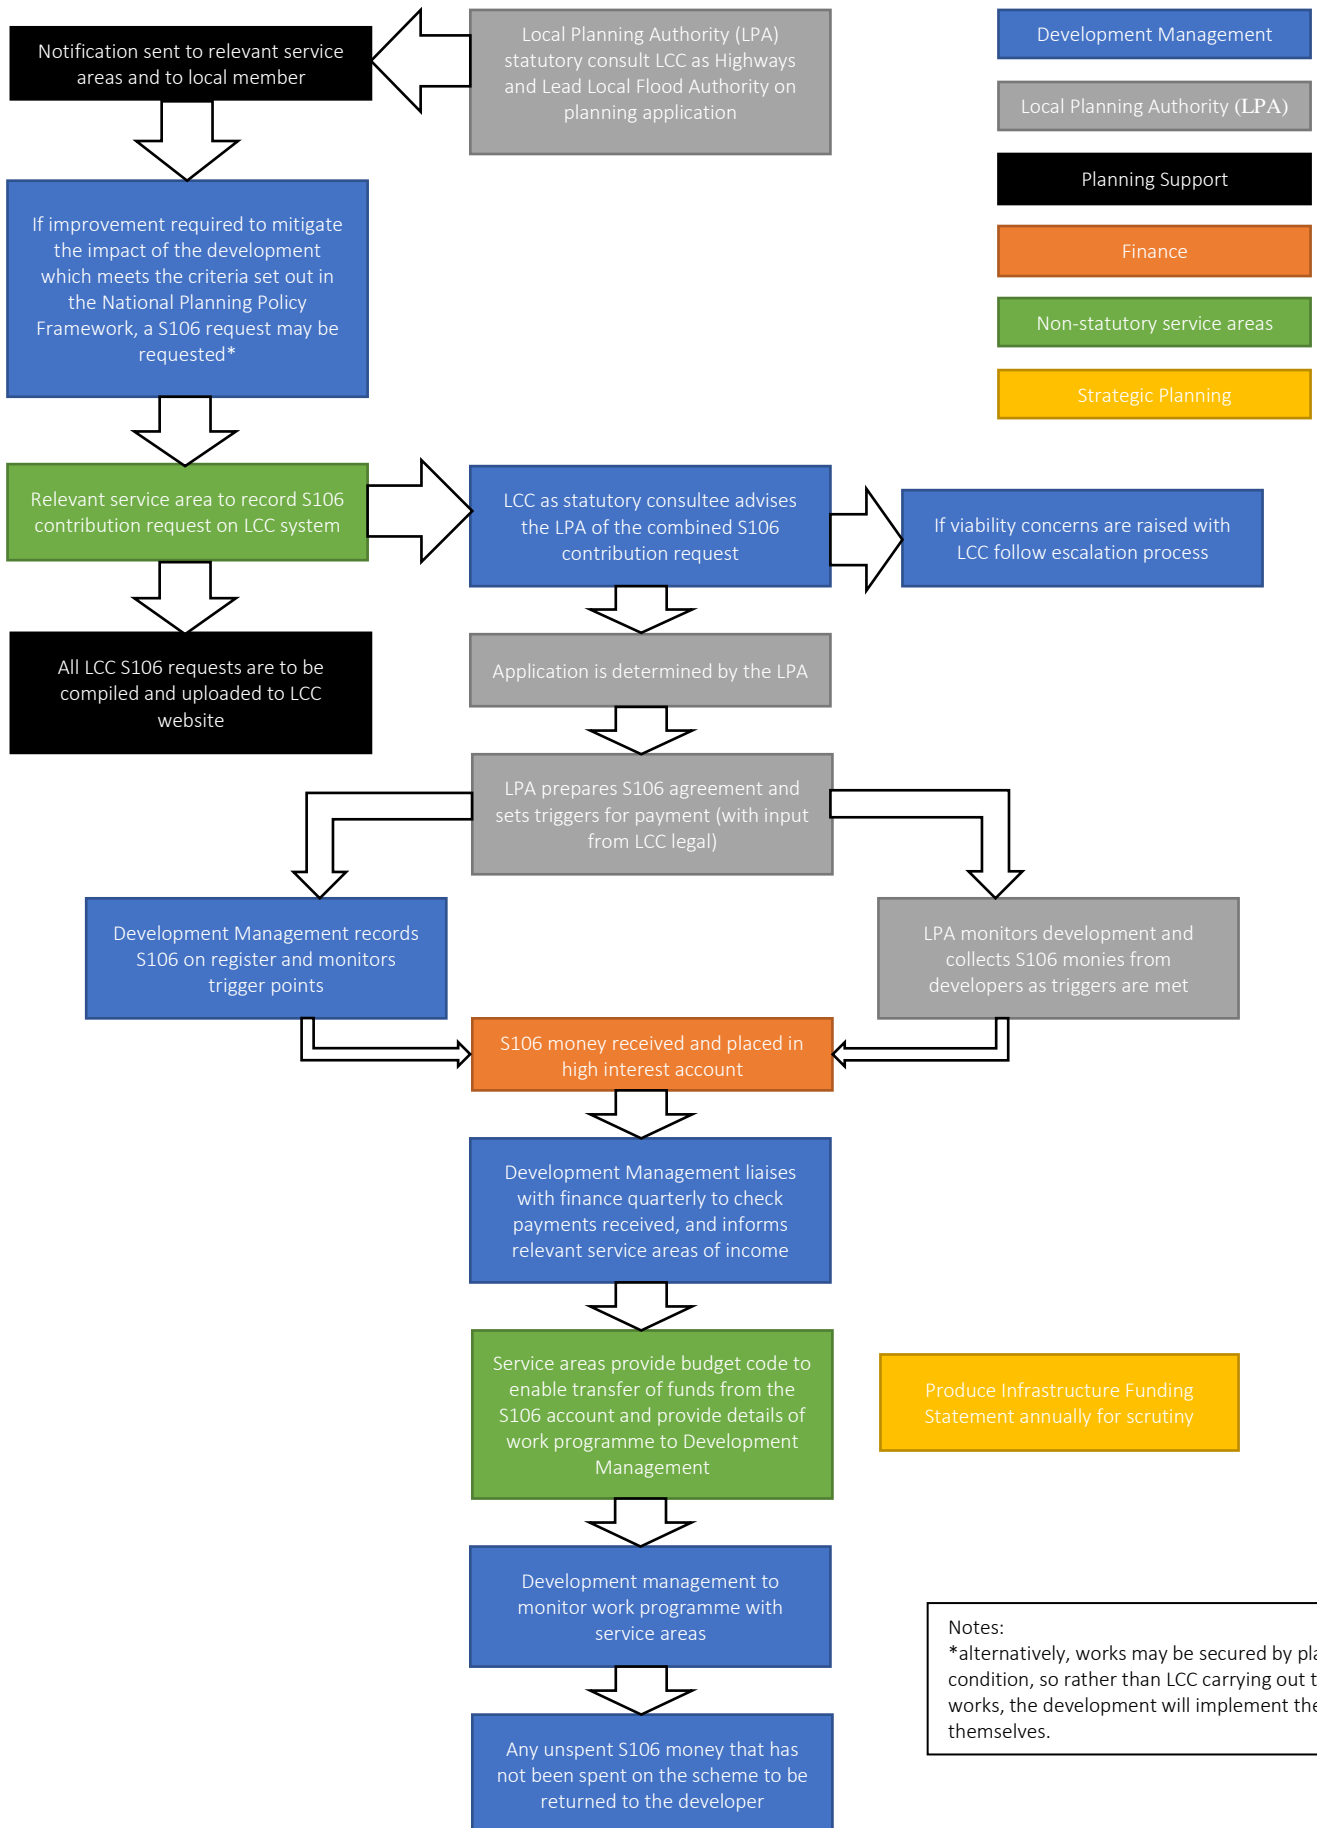 Notification sent to relevant service
areas and to local member
Local Planning Authority (LPA)
statutory consult LCC as Highways
and Lead Local Flood Authority on
planning application
Development Management
Local Planning Authority (LPA)
Planning Support
Finance
Non-statutory service areas
Strategic Planning
If improvement required to mitigate
the impact of the development
which meets the criteria set out in
the National Planning Policy
Framework, a S106 request may be
requested*
Relevant service area to record S106
contribution request on LCC system
LCC as statutory consultee advises
the LPA of the combined S106
contribution request
If viability concerns are raised with
LCC follow escalation process
All LCC S106 requests are to be
compiled and uploaded to LCC
website
Application is determined by the LPA
LPA prepares S106 agreement and
sets triggers for payment (with input
from LCC legal)
Development Management records
S106 on register and monitors
trigger points
LPA monitors development and
collects S106 monies from
developers as triggers are met
S106 money received and placed in
high interest account
Development Management liaises
with finance quarterly to check
payments received, and informs
relevant service areas of income
Service areas provide budget code to
enable transfer of funds from the
S106 account and provide details of
work programme to Development
Management
Produce Infrastructure Funding
Statement annually for scrutiny
Development management to
monitor work programme with
service areas
Notes:
*alternatively, works may be secured by
condition, so rather than LCC carrying out
works, the development will implement
themselves.
Any unspent S106 money that has
not been spent on the scheme to be
returned to the developer